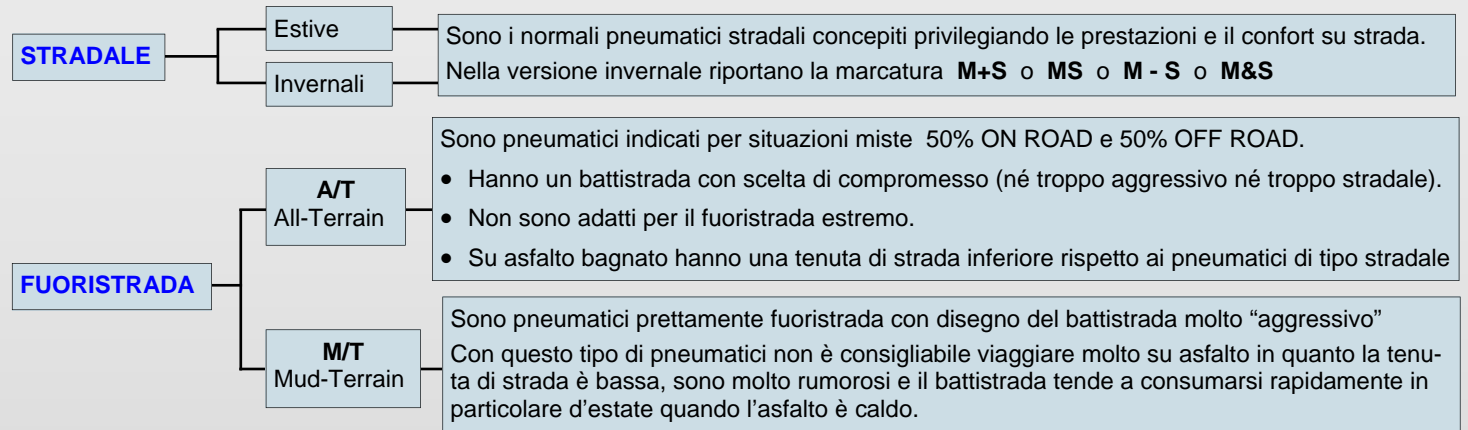 STRADALE
Estive
Invernali
Sono i normali pneumatici stradali concepiti privilegiando le prestazioni e il confort su strada.
Nella versione invernale riportano la marcatura M+S o MS o M - S o M&S
FUORISTRADA
A/T
All-Terrain
Sono pneumatici indicati per situazioni miste 50% ON ROAD e 50% OFF ROAD.
• Hanno un battistrada con scelta di compromesso (né troppo aggressivo né troppo stradale).
• Non sono adatti per il fuoristrada estremo.
• Su asfalto bagnato hanno una tenuta di strada inferiore rispetto ai pneumatici di tipo stradale
M/T
Mud-Terrain
Sono pneumatici prettamente fuoristrada con disegno del battistrada molto “aggressivo”
Con questo tipo di pneumatici non è consigliabile viaggiare molto su asfalto in quanto la tenu-
ta di strada è bassa, sono molto rumorosi e il battistrada tende a consumarsi rapidamente in
particolare d’estate quando l’asfalto è caldo.